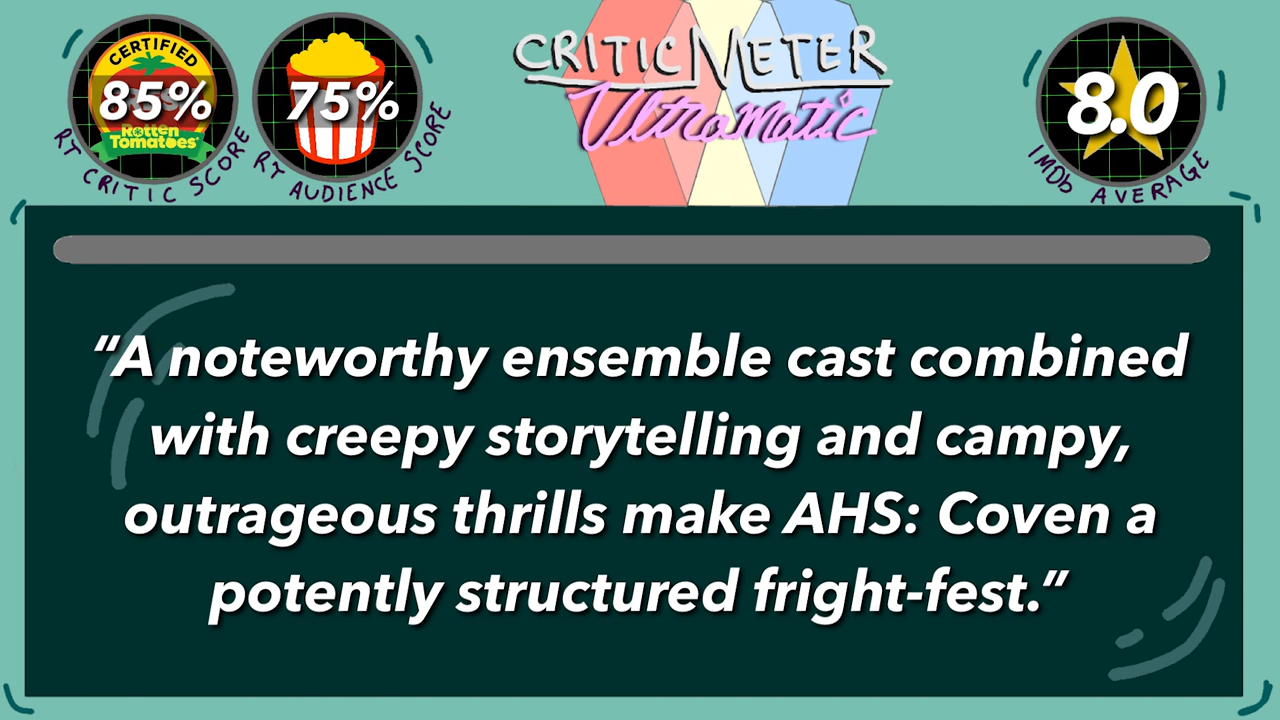 CERTIFIED
85%
Rotten
Tomatoes
RT CRITIC SCORE
75%
RT AUDIENCE SCORE
CRITIC METER
Ultramatic
8.0
IMDb AVERAGE
“A noteworthy ensemble cast combined
with creepy storytelling and campy,
outrageous thrills make AHS: Coven a
potently structured fright-fest.”